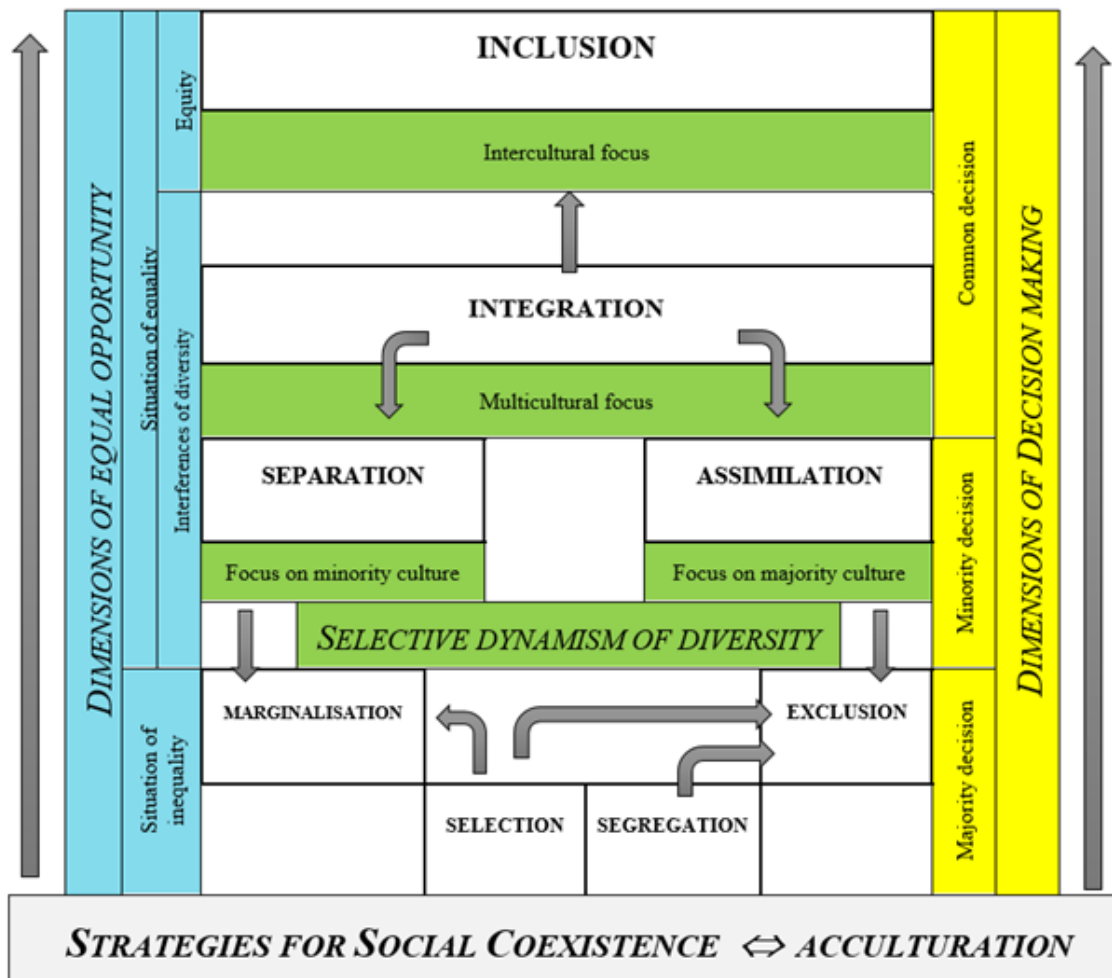 DIMENSIONS OF EQUAL OPPORTUNITY
Situation of equality
Equity
Interferences of diversity
Situation of
inequality
INCLUSION
Intercultural focus
INTEGRATION
Multicultural focus
SEPARATION
ASSIMILATION
Focus on minority culture
Focus on majority culture
SELECTIVE DYNAMISM OF DIVERSITY
MARGINALISATION
EXCLUSION
SELECTION
SEGREGATION
Common decision
Minority decision
Majority decision
DIMENSIONS OF DECISION MAKING
STRATEGIES FOR SOCIAL COEXISTENCE ⇔ ACCULTURATION